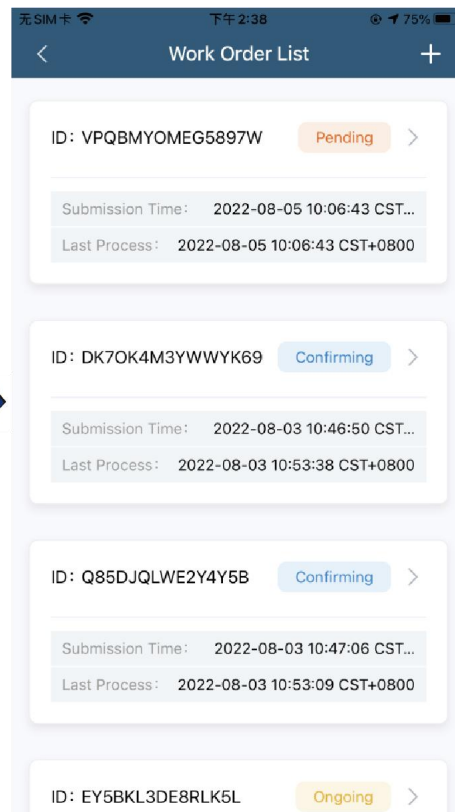 无SIM卡 下午2:38 75%
Work Order List
ID: VPQBMYOMEG5897W Pending
Submission Time: 2022-08-05 10:06:43 CST...
Last Process: 2022-08-05 10:06:43 CST+0800
ID: DK7OK4M3YWWYK69 Confirming
Submission Time: 2022-08-03 10:46:50 CST...
Last Process: 2022-08-03 10:53:38 CST+0800
ID: Q85DJQLWE2Y4Y5B Confirming
Submission Time: 2022-08-03 10:47:06 CST...
Last Process: 2022-08-03 10:53:09 CST+0800
ID: EY5BKL3DE8RLK5L Ongoing